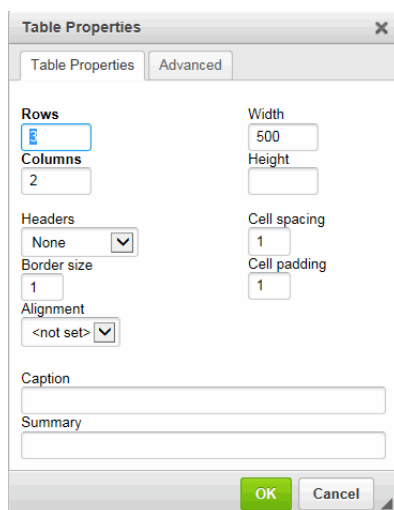 Table Properties
Table Properties Advanced
Rows Width
3 500
Columns Height
2
Headers Cell spacing
None 1
Border size Cell padding
1 1
Alignment
<not set>
Caption
Summary
OK Cancel